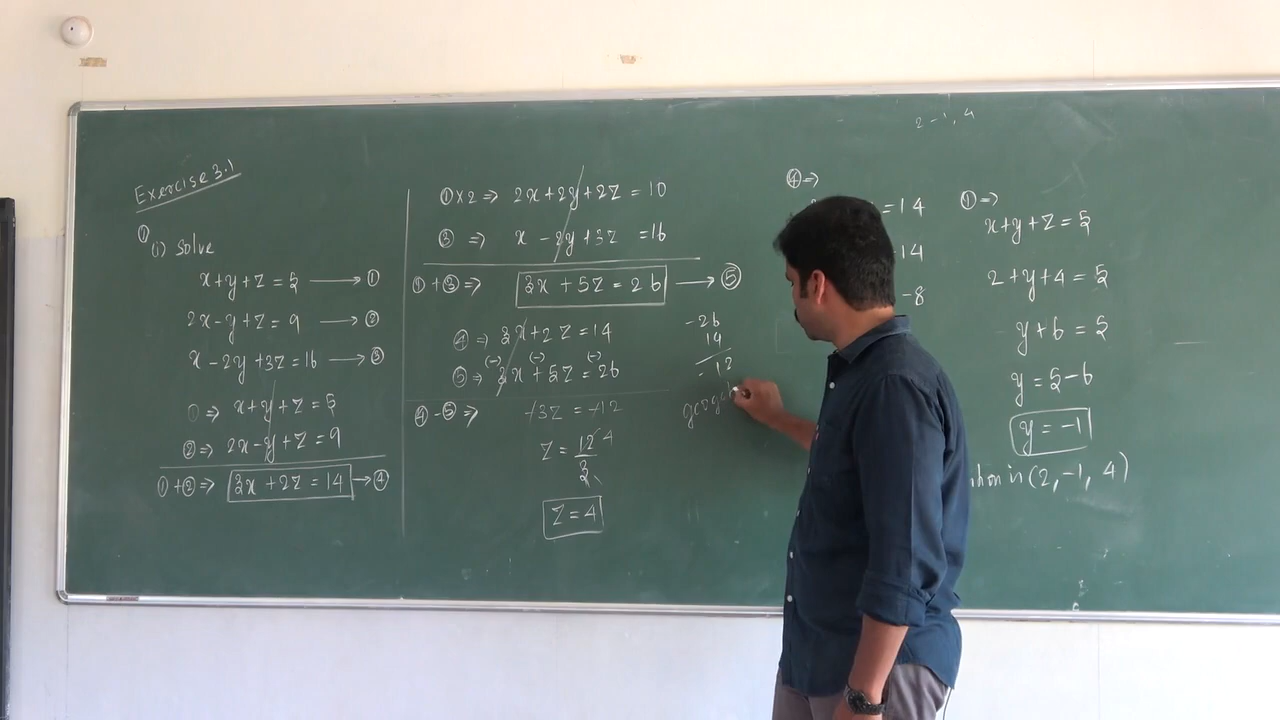 2 -1, 4
Exercise 3.1
① (i) Solve
x+y+z=5 → ①
2x-y+z=9 → ②
x-2y+3z=16 → ③
① ⇒ x+y+z=5
② ⇒ 2x-y+z=9
①+② ⇒ 3x+2z=14 → ④
①×2 ⇒ 2x+2y+2z=10
③ ⇒ x-2y+3z=16
①+③ ⇒ 3x+5z=26 → ⑤
④ ⇒ 3x+2z=14
(-) (-) (-)
⑤ ⇒ 3x+5z=26
④-⑤ ⇒ -3z=-12
z=12/3 4
z=4
-26
14
-12
④ ⇒
=14
14
-8
① ⇒
x+y+z=5
2+y+4=5
y+6=5
y=5-6
y=-1
is (2,-1, 4)